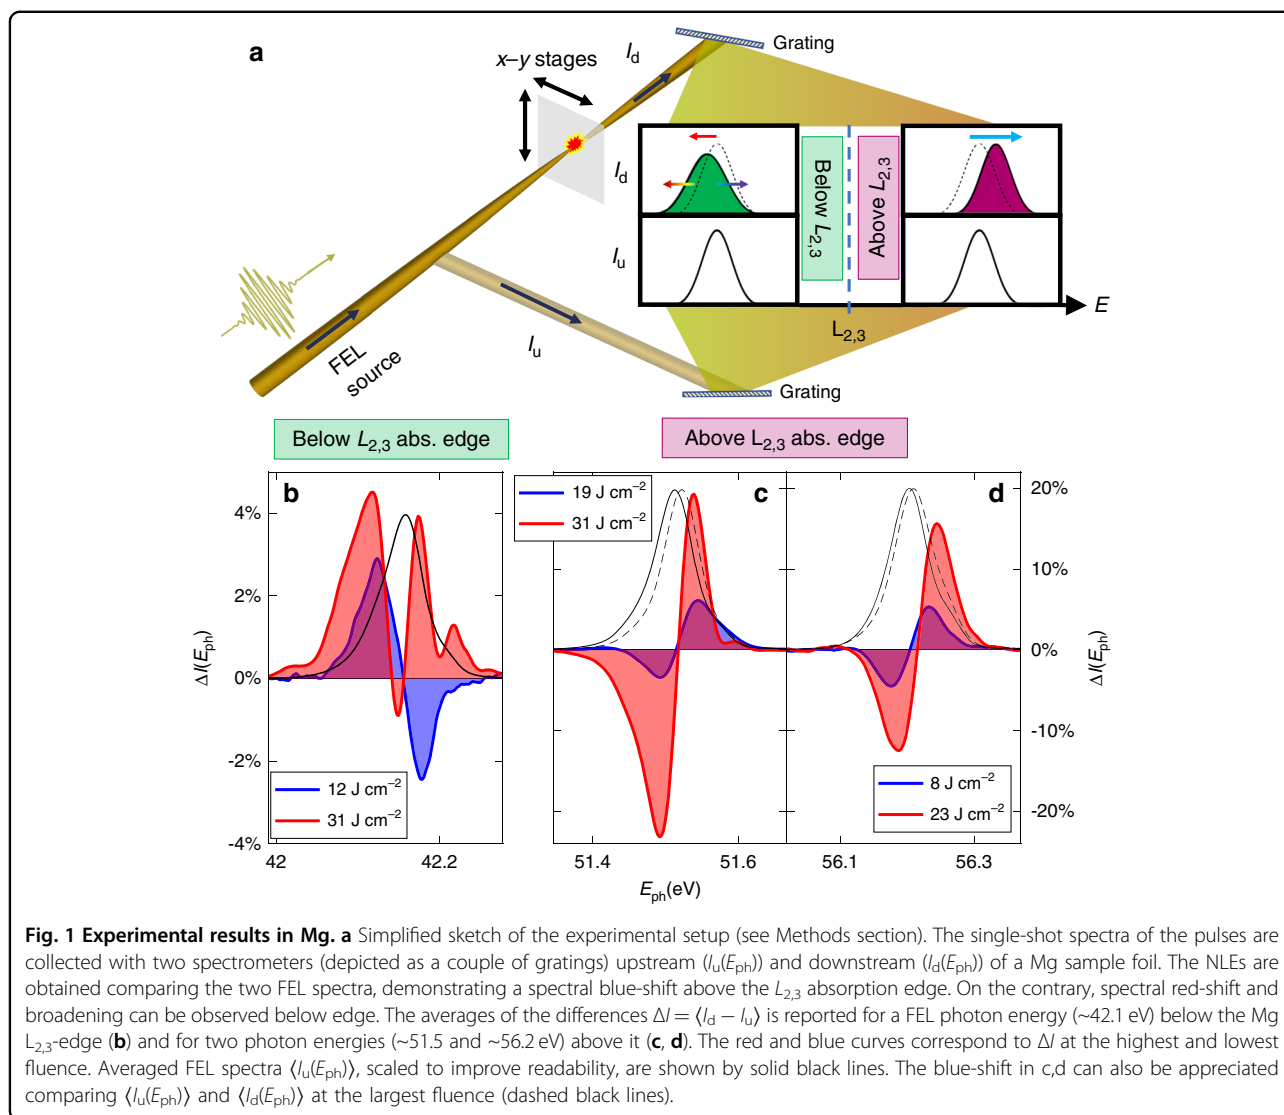 a
x–y stages
I_d
Grating
I_d
Below L_2,3
Above L_2,3
I_u
E
L_2,3
FEL
source
I_u
Grating
Below L_2,3 abs. edge
Above L_2,3 abs. edge
b
c
d
19 J cm⁻²
31 J cm⁻²
4%
2%
0%
-2%
-4%
ΔI(E_ph)
20%
10%
0%
-10%
-20%
ΔI(E_ph)
12 J cm⁻²
31 J cm⁻²
8 J cm⁻²
23 J cm⁻²
42
42.2
51.4
51.6
56.1
56.3
E_ph(eV)
Fig. 1 Experimental results in Mg. a Simplified sketch of the experimental setup (see Methods section). The single-shot spectra of the pulses are
collected with two spectrometers (depicted as a couple of gratings) upstream (I_u(E_ph)) and downstream (I_d(E_ph)) of a Mg sample foil. The NLEs are
obtained comparing the two FEL spectra, demonstrating a spectral blue-shift above the L_2,3 absorption edge. On the contrary, spectral red-shift and
broadening can be observed below edge. The averages of the differences ΔI = ⟨I_d − I_u⟩ is reported for a FEL photon energy (~42.1 eV) below the Mg
L_2,3-edge (b) and for two photon energies (~51.5 and ~56.2 eV) above it (c, d). The red and blue curves correspond to ΔI at the highest and lowest
fluence. Averaged FEL spectra ⟨I_u(E_ph)⟩, scaled to improve readability, are shown by solid black lines. The blue-shift in c,d can also be appreciated
comparing ⟨I_u(E_ph)⟩ and ⟨I_d(E_ph)⟩ at the largest fluence (dashed black lines).